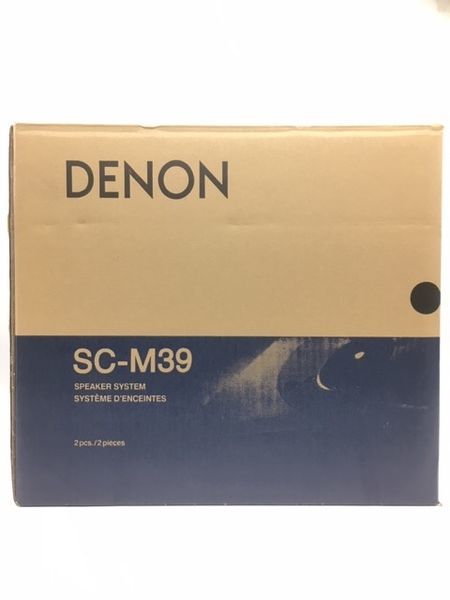 DENON
SC-M39
SPEAKER SYSTEM
SYSTÈME D'ENCEINTES
2 pcs./2 pièces